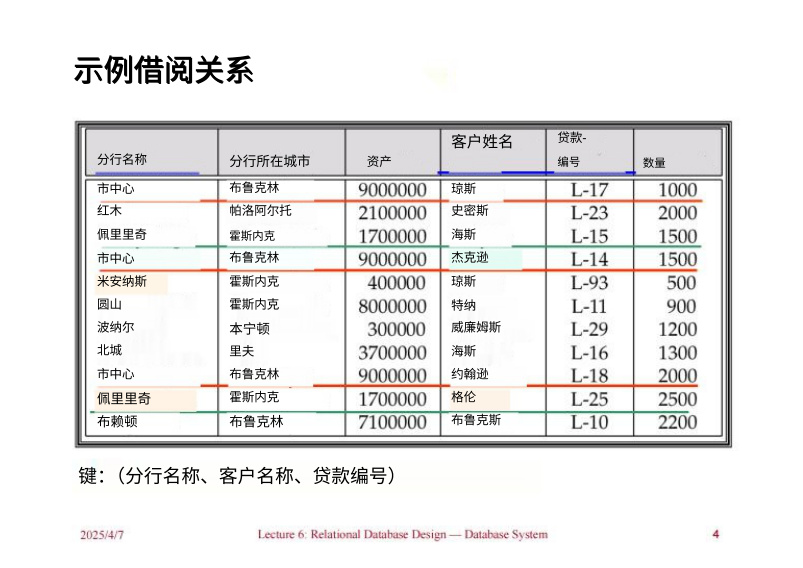 示例借阅关系
分行名称 分行所在城市 资产 客户姓名 贷款-编号 数量
市中心 布鲁克林 9000000 琼斯 L-17 1000
红木 帕洛阿尔托 2100000 史密斯 L-23 2000
佩里里奇 霍斯内克 1700000 海斯 L-15 1500
市中心 布鲁克林 9000000 杰克逊 L-14 1500
米安纳斯 霍斯内克 400000 琼斯 L-93 500
圆山 霍斯内克 8000000 特纳 L-11 900
波纳尔 本宁顿 300000 威廉姆斯 L-29 1200
北城 里夫 3700000 海斯 L-16 1300
市中心 布鲁克林 9000000 约翰逊 L-18 2000
佩里里奇 霍斯内克 1700000 格伦 L-25 2500
布赖顿 布鲁克林 7100000 布鲁克斯 L-10 2200
键：（分行名称、客户名称、贷款编号）
2025/4/7 Lecture 6: Relational Database Design — Database System 4